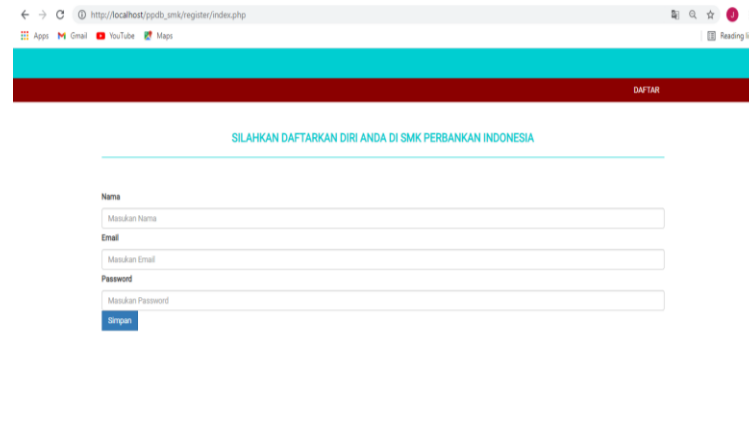 http://localhost/ppdb_smk/register/index.php
J
Apps Gmail YouTube Maps Reading li
DAFTAR
SILAHKAN DAFTARKAN DIRI ANDA DI SMK PERBANKAN INDONESIA
Nama
Masukan Nama
Email
Masukan Email
Password
Masukan Password
Simpan